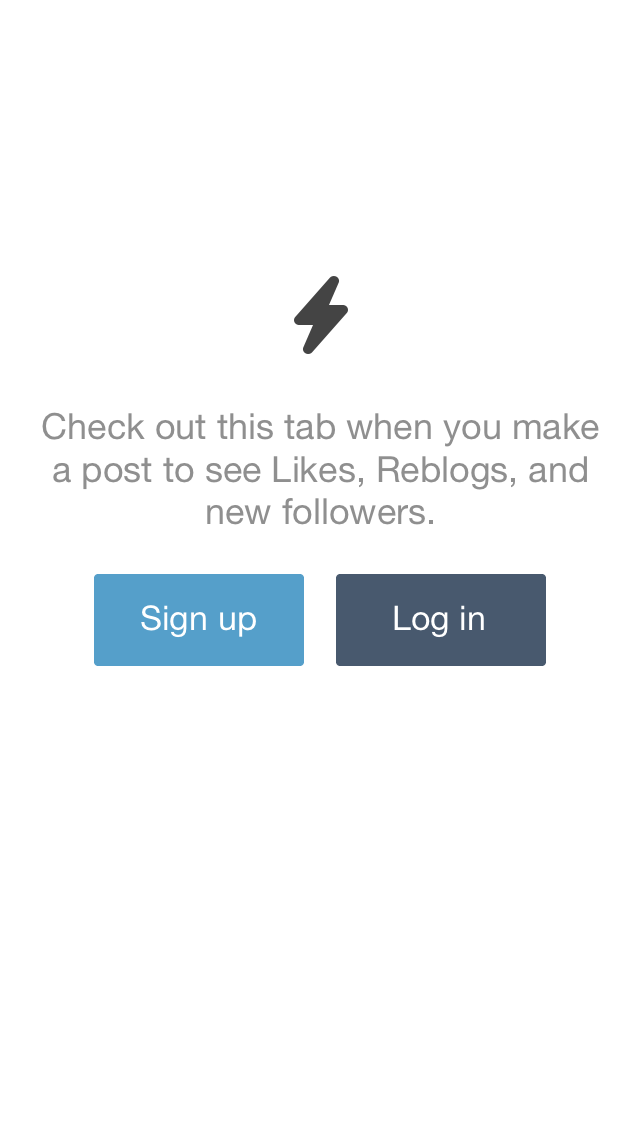 Check out this tab when you make
a post to see Likes, Reblogs, and
new followers.
Sign up
Log in